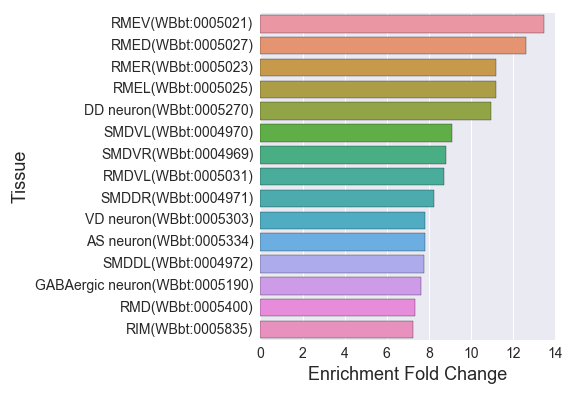 RMEV(WBbt:0005021)
RMED(WBbt:0005027)
RMER(WBbt:0005023)
RMEL(WBbt:0005025)
DD neuron(WBbt:0005270)
SMDVL(WBbt:0004970)
SMDVR(WBbt:0004969)
RMDVL(WBbt:0005031)
SMDDR(WBbt:0004971)
VD neuron(WBbt:0005303)
AS neuron(WBbt:0005334)
SMDDL(WBbt:0004972)
GABAergic neuron(WBbt:0005190)
RMD(WBbt:0005400)
RIM(WBbt:0005835)
Tissue
0 2 4 6 8 10 12 14
Enrichment Fold Change